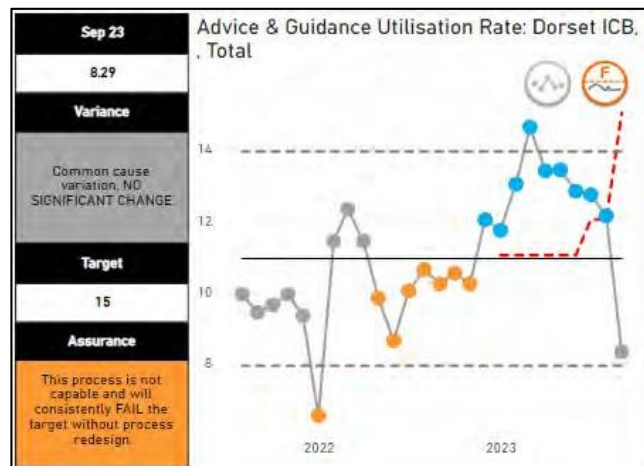 Sep 23
8.29
Variance
Common cause
variation, NO
SIGNIFICANT CHANGE
Target
15
Assurance
This process is not
capable and will
consistently FAIL the
target without process
redesign.
Advice & Guidance Utilisation Rate: Dorset ICB,
, Total
F
14
12
10
8
2022
2023